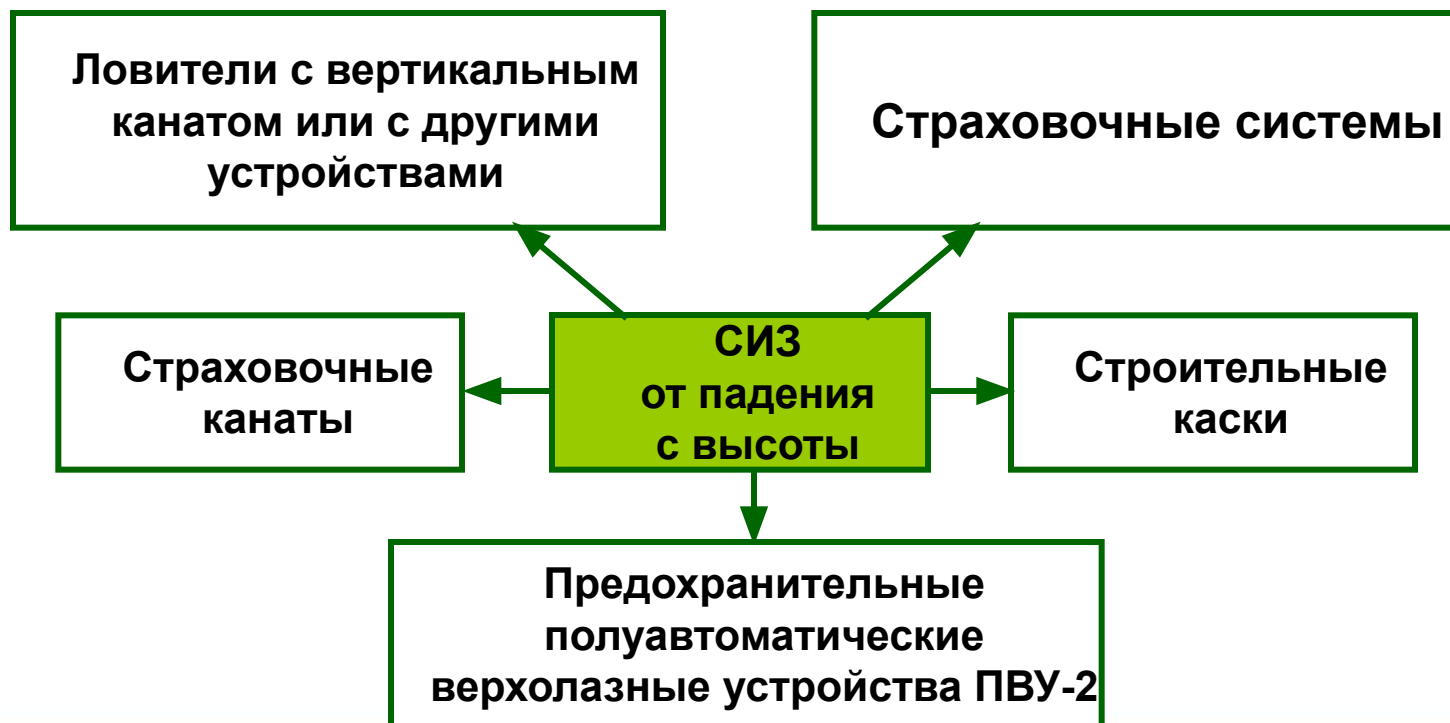 Ловители с вертикальным
канатом или с другими
устройствами
Страховочные системы
Страховочные
канаты
СИЗ
от падения
с высоты
Строительные
каски
Предохранительные
полуавтоматические
верхолазные устройства ПВУ-2